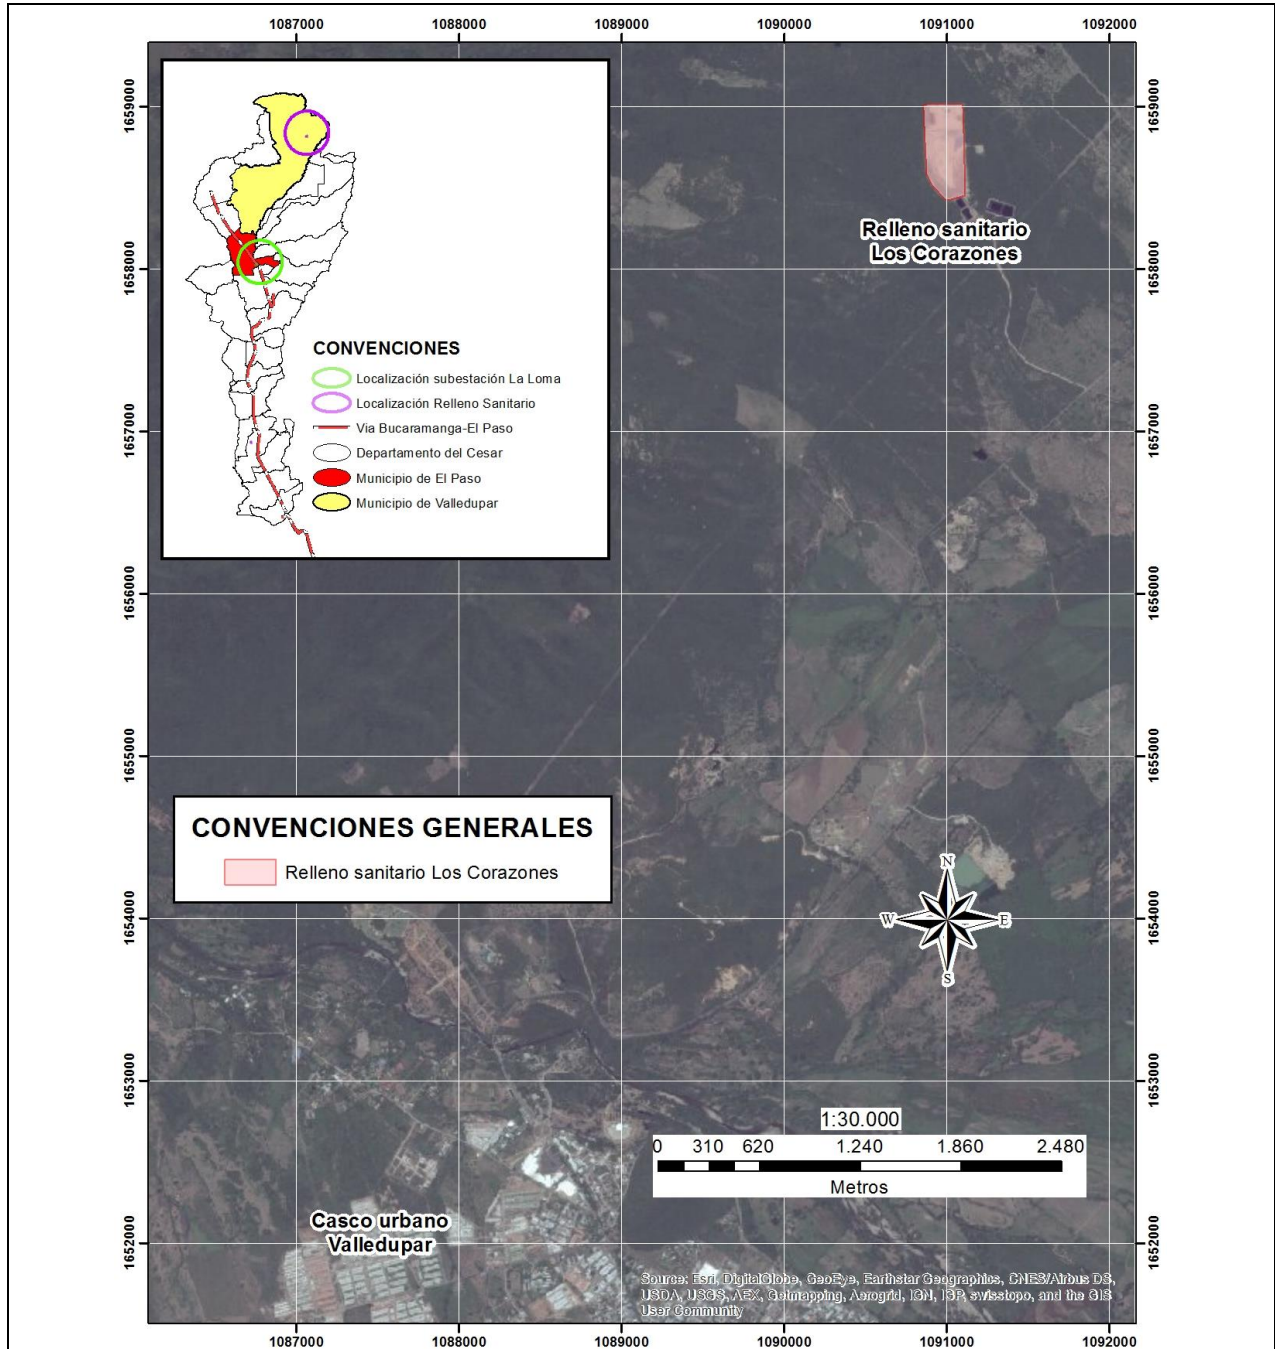 1087000 1088000 1089000 1090000 1091000 1092000
1659000 1659000
Relleno sanitario
Los Corazones
1658000 1658000
CONVENCIONES
Localización subestación La Loma
Localización Relleno Sanitario
Via Bucaramanga-El Paso
Departamento del Cesar
Municipio de El Paso
Municipio de Valledupar
1657000 1657000
1656000 1656000
1655000 1655000
CONVENCIONES GENERALES
Relleno sanitario Los Corazones
N
W E
S
1654000 1654000
1653000 1653000
1:30.000
0 310 620 1.240 1.860 2.480
Metros
Casco urbano
Valledupar
1652000 1652000
Source: Esri, DigitalGlobe, GeoEye, Earthstar Geographics, CNES/Airbus DS,
USDA, USGS, AEX, Getmapping, Aerogrid, IGN, IGP, swisstopo, and the GIS
User Community
1087000 1088000 1089000 1090000 1091000 1092000